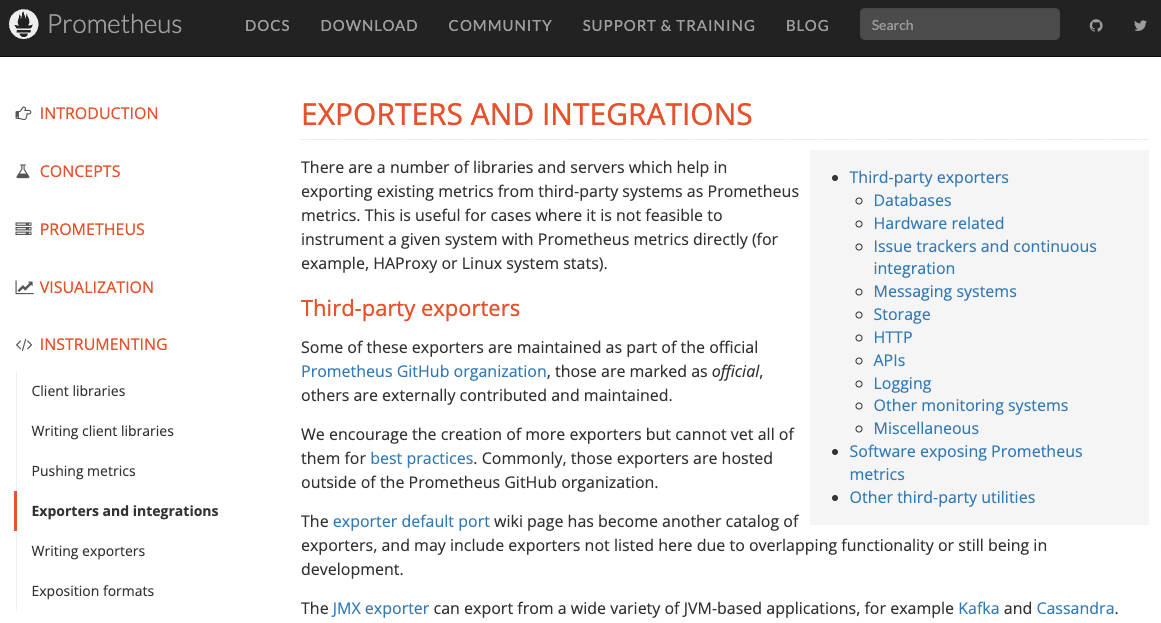 Prometheus
DOCS
DOWNLOAD
COMMUNITY
SUPPORT & TRAINING
BLOG
Search
INTRODUCTION
CONCEPTS
PROMETHEUS
VISUALIZATION
INSTRUMENTING
Client libraries
Writing client libraries
Pushing metrics
Exporters and integrations
Writing exporters
Exposition formats
EXPORTERS AND INTEGRATIONS
There are a number of libraries and servers which help in
exporting existing metrics from third-party systems as Prometheus
metrics. This is useful for cases where it is not feasible to
instrument a given system with Prometheus metrics directly (for
example, HAProxy or Linux system stats).
Third-party exporters
Databases
Hardware related
Issue trackers and continuous
integration
Messaging systems
Storage
HTTP
APIs
Logging
Other monitoring systems
Miscellaneous
Software exposing Prometheus
metrics
Other third-party utilities
Third-party exporters
Some of these exporters are maintained as part of the official
Prometheus GitHub organization, those are marked as official,
others are externally contributed and maintained.
We encourage the creation of more exporters but cannot vet all of
them for best practices. Commonly, those exporters are hosted
outside of the Prometheus GitHub organization.
The exporter default port wiki page has become another catalog of
exporters, and may include exporters not listed here due to overlapping functionality or still being in
development.
The JMX exporter can export from a wide variety of JVM-based applications, for example Kafka and Cassandra.